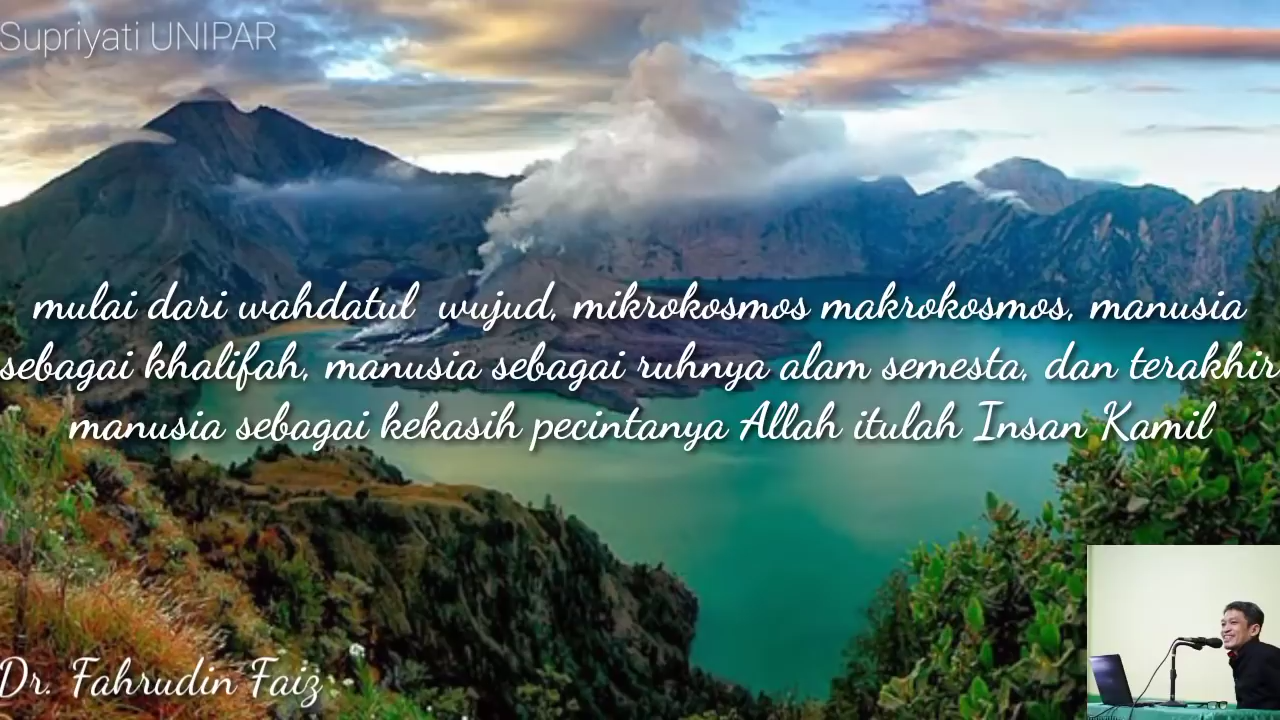 Supriyati UNIPAR
mulai dari wahdatul wujud, mikrokosmos makrokosmos, manusia
sebagai khalifah, manusia sebagai ruhnya alam semesta, dan terakhir
manusia sebagai kekasih pecintanya Allah itulah Insan Kamil
Dr. Fahrudin Faiz